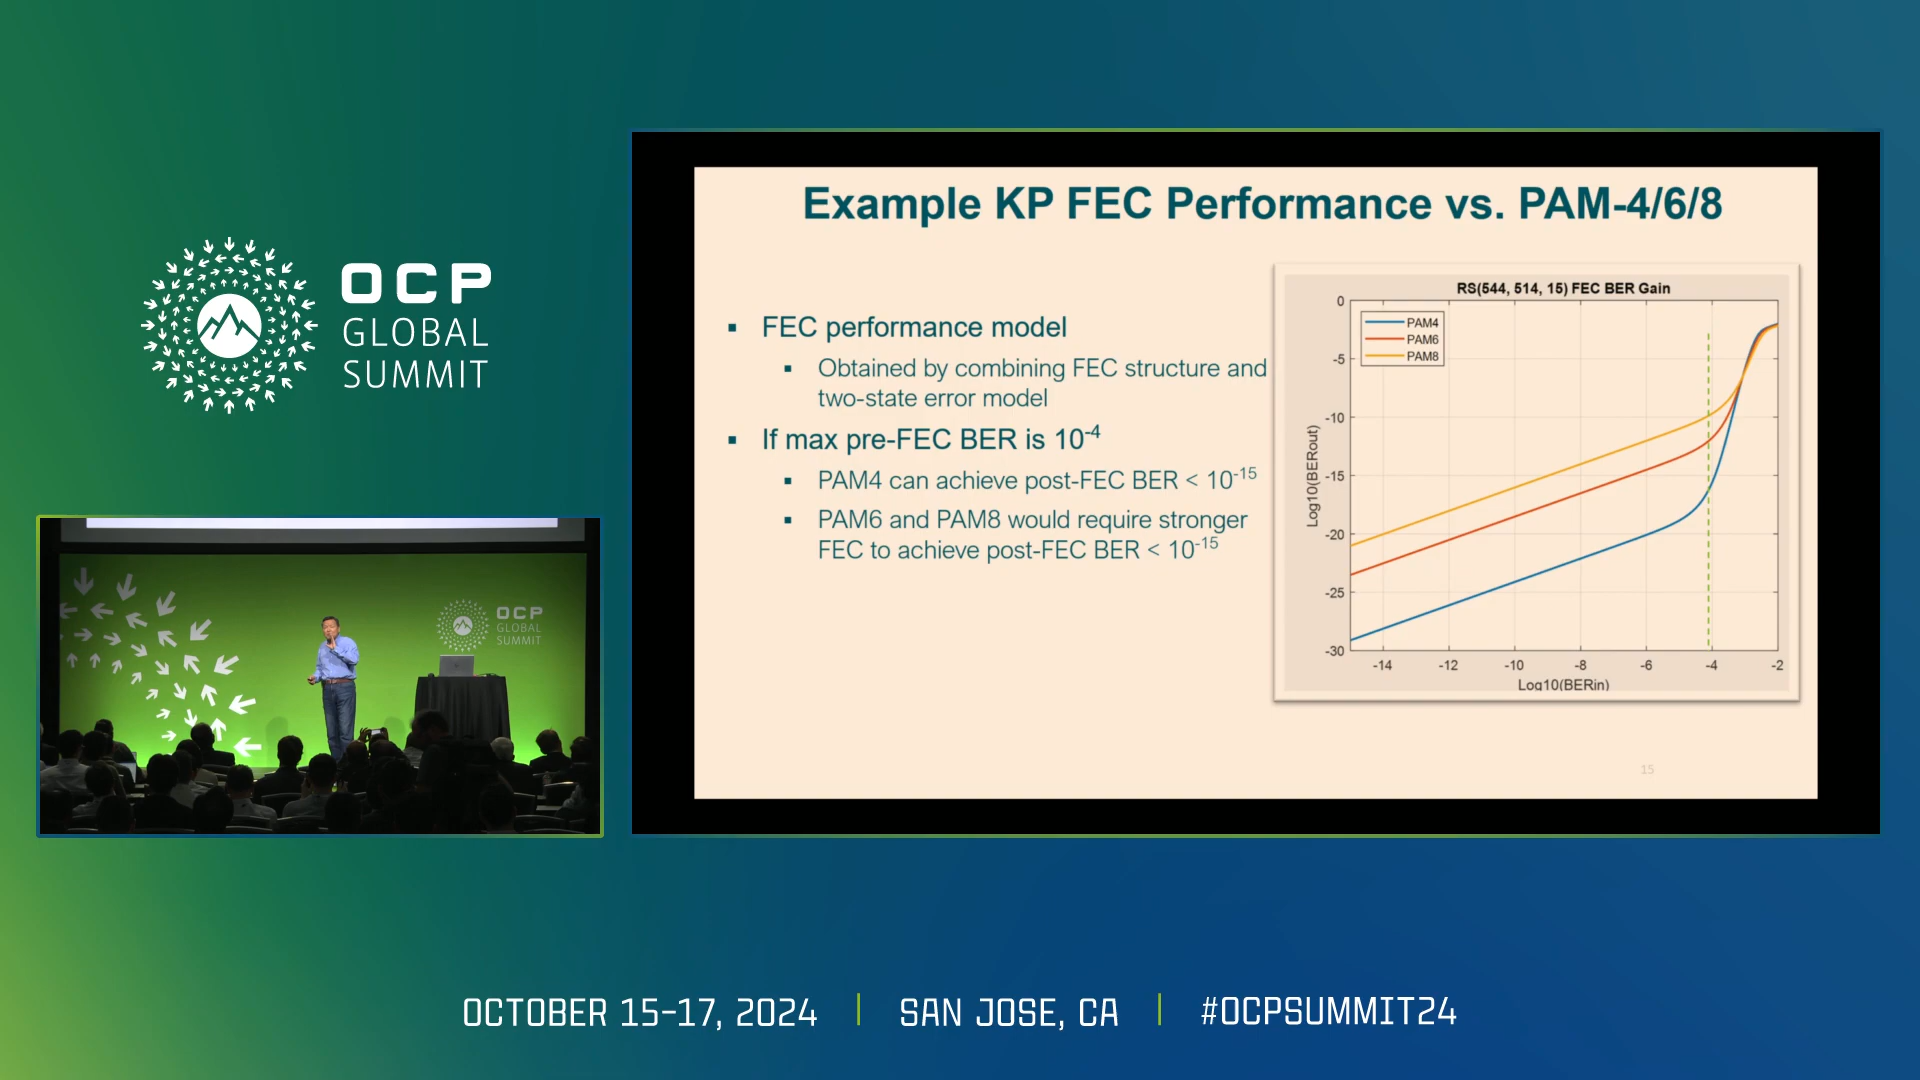 OCP
GLOBAL
SUMMIT
Example KP FEC Performance vs. PAM-4/6/8
▪ FEC performance model
▪ Obtained by combining FEC structure and
two-state error model
▪ If max pre-FEC BER is 10⁻⁴
▪ PAM4 can achieve post-FEC BER < 10⁻¹⁵
▪ PAM6 and PAM8 would require stronger
FEC to achieve post-FEC BER < 10⁻¹⁵
RS(544, 514, 15) FEC BER Gain
PAM4
PAM6
PAM8
Log10(BERout)
0
-5
-10
-15
-20
-25
-30
-14 -12 -10 -8 -6 -4 -2
Log10(BERin)
15
OCP
GLOBAL
SUMMIT
OCTOBER 15-17, 2024 | SAN JOSE, CA | #OCPSUMMIT24